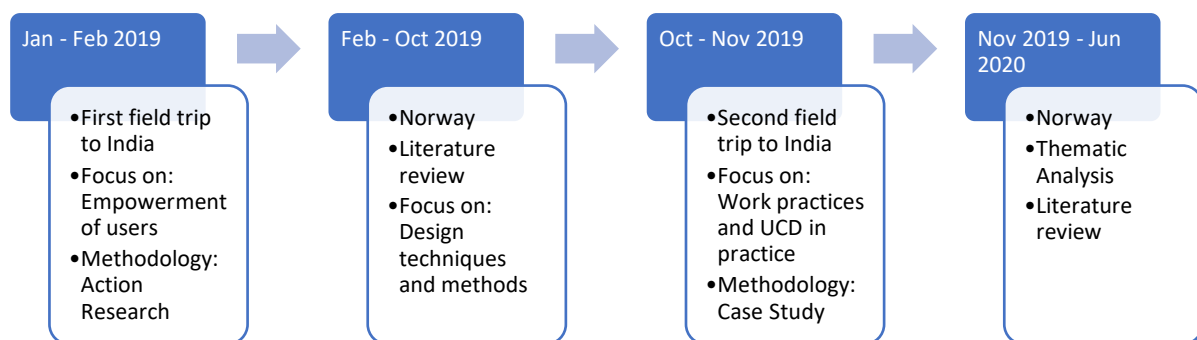 Jan - Feb 2019
•First field trip
to India
•Focus on:
Empowerment
of users
•Methodology:
Action
Research
Feb - Oct 2019
•Norway
•Literature
review
•Focus on:
Design
techniques
and methods
Oct - Nov 2019
•Second field
trip to India
•Focus on:
Work practices
and UCD in
practice
•Methodology:
Case Study
Nov 2019 - Jun
2020
•Norway
•Thematic
Analysis
•Literature
review